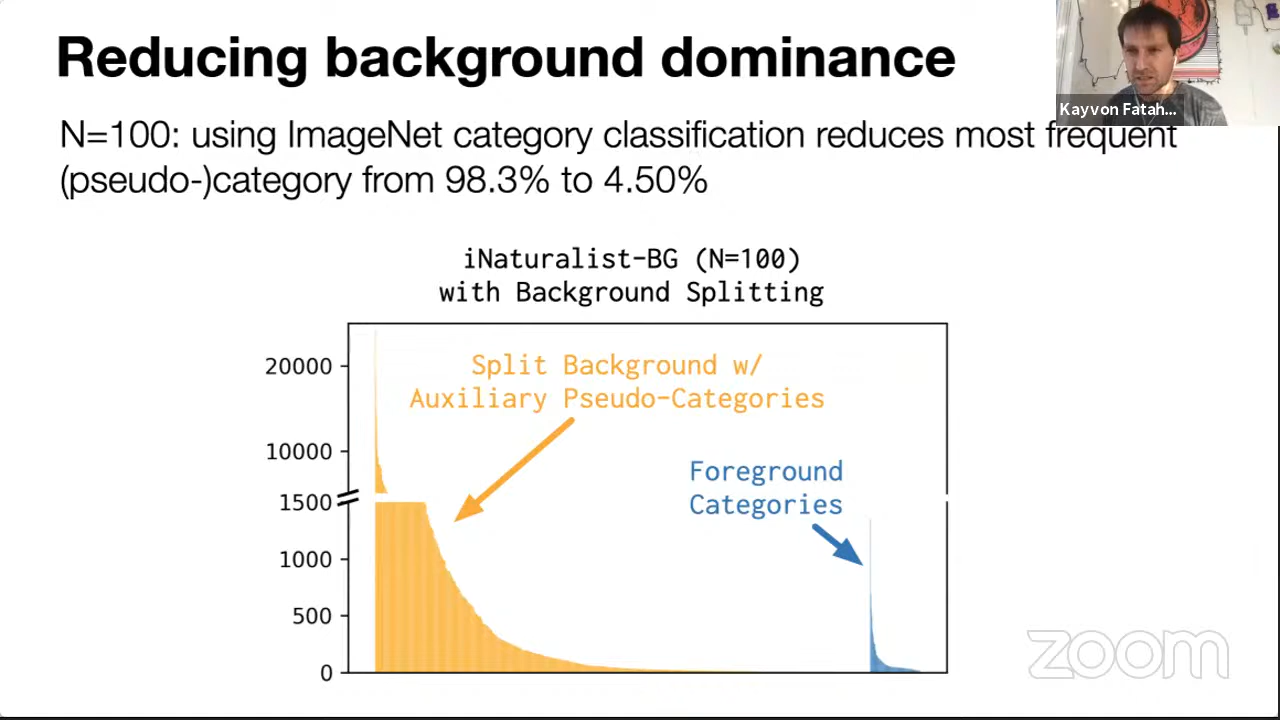 Reducing background dominance
Kayvon Fatah...
N=100: using ImageNet category classification reduces most frequent
(pseudo-)category from 98.3% to 4.50%
iNaturalist-BG (N=100)
with Background Splitting
Split Background w/
Auxiliary Pseudo-Categories
Foreground
Categories
20000
10000
1500
1000
500
0
zoom